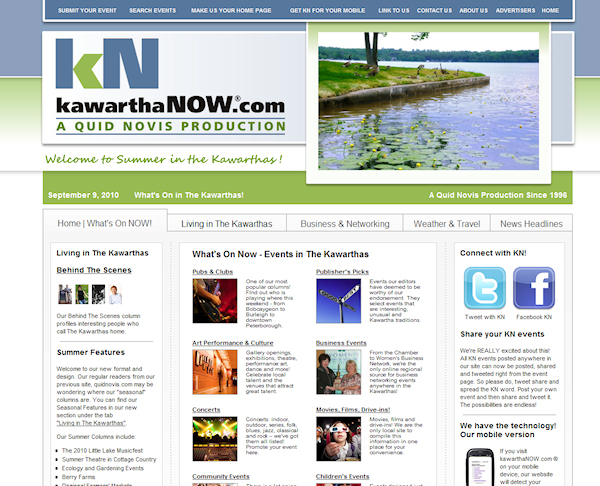 SUBMIT YOUR EVENT SEARCH EVENTS MAKE US YOUR HOME PAGE GET KN FOR YOUR MOBILE LINK TO US CONTACT US ABOUT US ADVERTISERS HOME
kN
kawarthaNOW.com®
A QUID NOVIS PRODUCTION
Welcome to Summer in the Kawarthas !
September 9, 2010 What's On in The Kawarthas! A Quid Novis Production Since 1996
Home | What's On NOW! Living in The Kawarthas Business & Networking Weather & Travel News Headlines
Living in The Kawarthas
Behind The Scenes
Our Behind The Scenes column
profiles interesting people who
call The Kawarthas home.
Summer Features
Welcome to our new format and
design. Our regular readers from our
previous site, quidnovis.com may be
wondering where our "seasonal"
columns are. You can find our
Seasonal Features in our new
section under the tab
"Living in The Kawarthas"
Our Summer Columns include:
The 2010 Little Lake Musicfest
Summer Theatre in Cottage Country
Ecology and Gardening Events
Berry Farms
What's On Now - Events in The Kawarthas
Pubs & Clubs
One of our most
popular columns!
Find out who is
playing where this
weekend - from
Bobcaygeon to
Burleigh to
downtown
Peterborough.
Publisher's Picks
Events our editors
have deemed to be
worthy of our
endorsement. They
select events that
are interesting,
unusual and
Kawartha traditions.
Art Performance & Culture
Gallery openings,
exhibitions, theatre,
performance art,
dance and more!
Celebrate local
talent and the
venues that attract
great talent.
Business Events
From the Chamber
to Women's Business
Network, we're the
only online regional
source for business
networking events
anywhere in the
Kawarthas!
Concerts
Concerts: indoor,
outdoor, series, folk,
blues, jazz, classical
and rock – we've got
them all listed!
Promote your event
here.
Movies, Films, Drive-ins!
Movies, films and
drive-ins! We are the
only local site to
compile this
information in one
place for your
convenience.
Community Events
Children's Events
Connect with KN!
Tweet with KN Facebook KN
Share your KN events
We're REALLY excited about this!
All KN events posted anywhere in
our site can now be posted, shared
and tweeted right from the event
page. So please do, tweet share and
spread the KN word. Post your own
event and then share and tweet it.
The possibilities are endless!
We have the technology!
Our mobile version
If you visit
kawarthaNOW.com ®
on your mobile
device, our website
will detect your